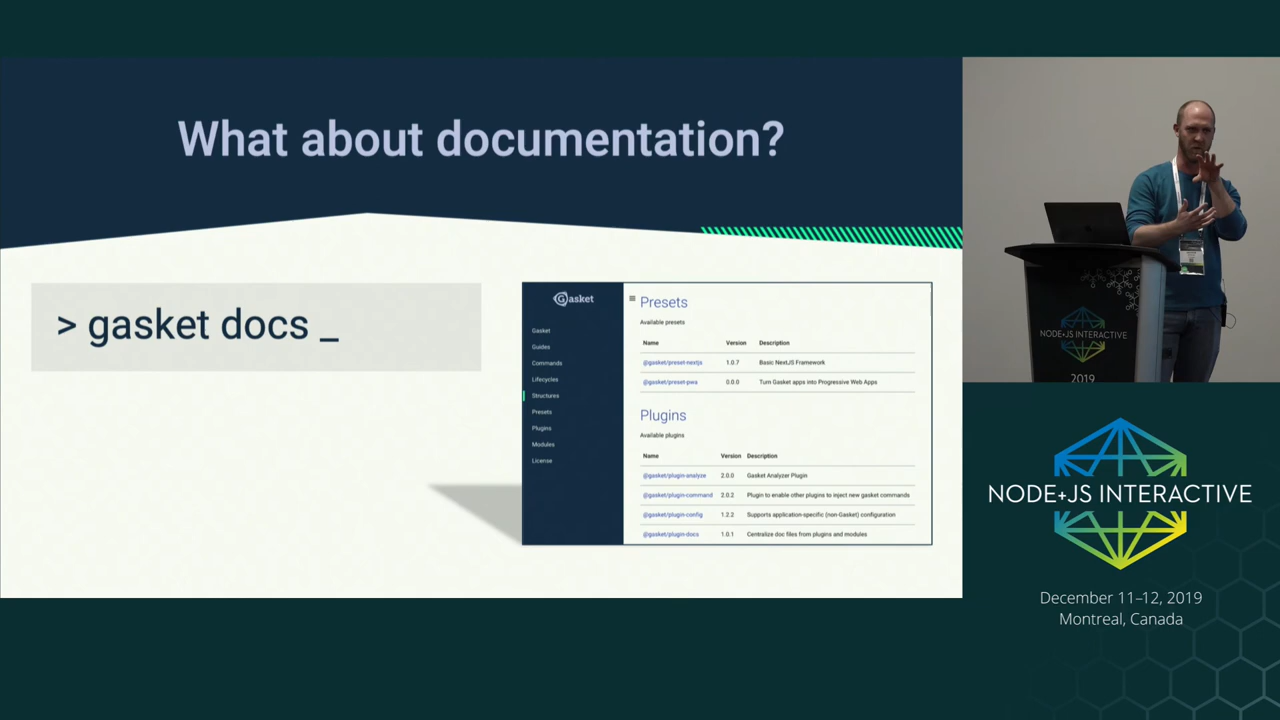 What about documentation?
> gasket docs _
Gasket
Gasket
Guides
Commands
Lifecycles
Structures
Presets
Plugins
Modules
License
Presets
Available presets
Name Version Description
@gasket/preset-nextjs 1.0.7 Basic NextJS Framework
@gasket/preset-pwa 0.0.0 Turn Gasket apps into Progressive Web Apps
Plugins
Available plugins
Name Version Description
@gasket/plugin-analyze 2.0.0 Gasket Analyzer Plugin
@gasket/plugin-command 2.0.2 Plugin to enable other plugins to inject new gasket commands
@gasket/plugin-config 1.2.2 Supports application-specific (non-Gasket) configuration
@gasket/plugin-docs 1.0.1 Centralize doc files from plugins and modules
NODE+JS INTERACTIVE
2019
NODE+JS INTERACTIVE
December 11–12, 2019
Montreal, Canada